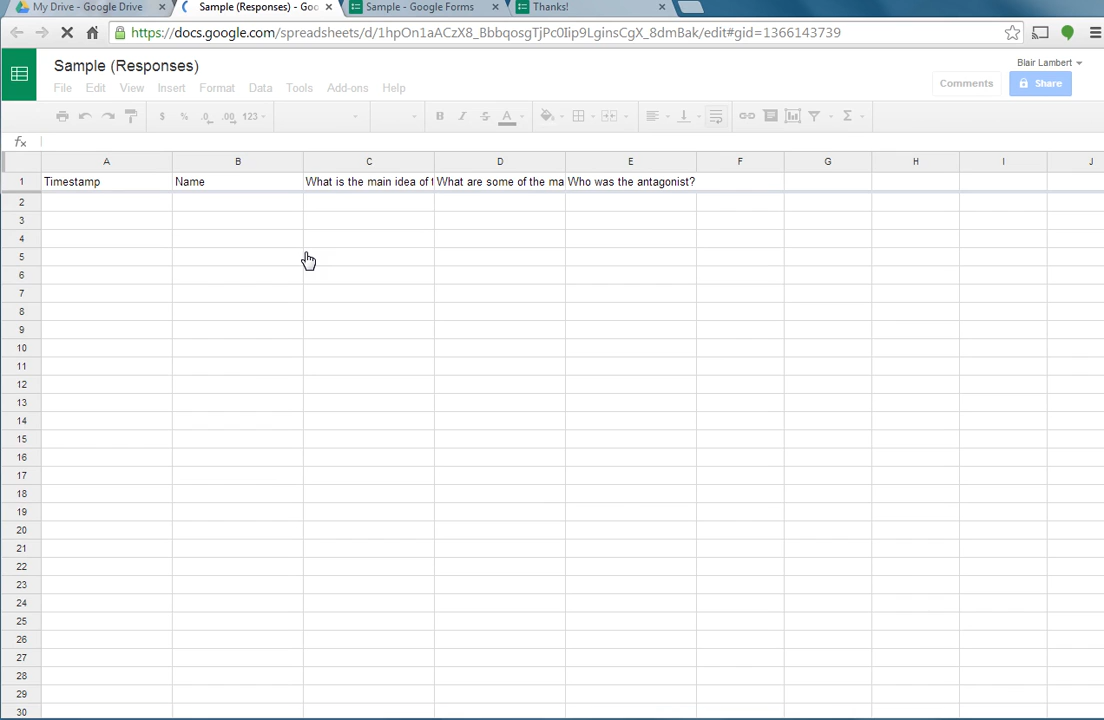 My Drive - Google Drive
Sample (Responses) - Goo
Sample - Google Forms
Thanks!
https://docs.google.com/spreadsheets/d/1hpOn1aACzX8_BbbqosgTjPc0Iip9LginsCgX_8dmBak/edit#gid=1366143739
Sample (Responses)
Blair Lambert
File Edit View Insert Format Data Tools Add-ons Help
Comments
Share
$ % .0 .00 123
B I S A
fx
A B C D E F G H I J
1 Timestamp Name What is the main idea of t What are some of the ma Who was the antagonist?
2
3
4
5
6
7
8
9
10
11
12
13
14
15
16
17
18
19
20
21
22
23
24
25
26
27
28
29
30